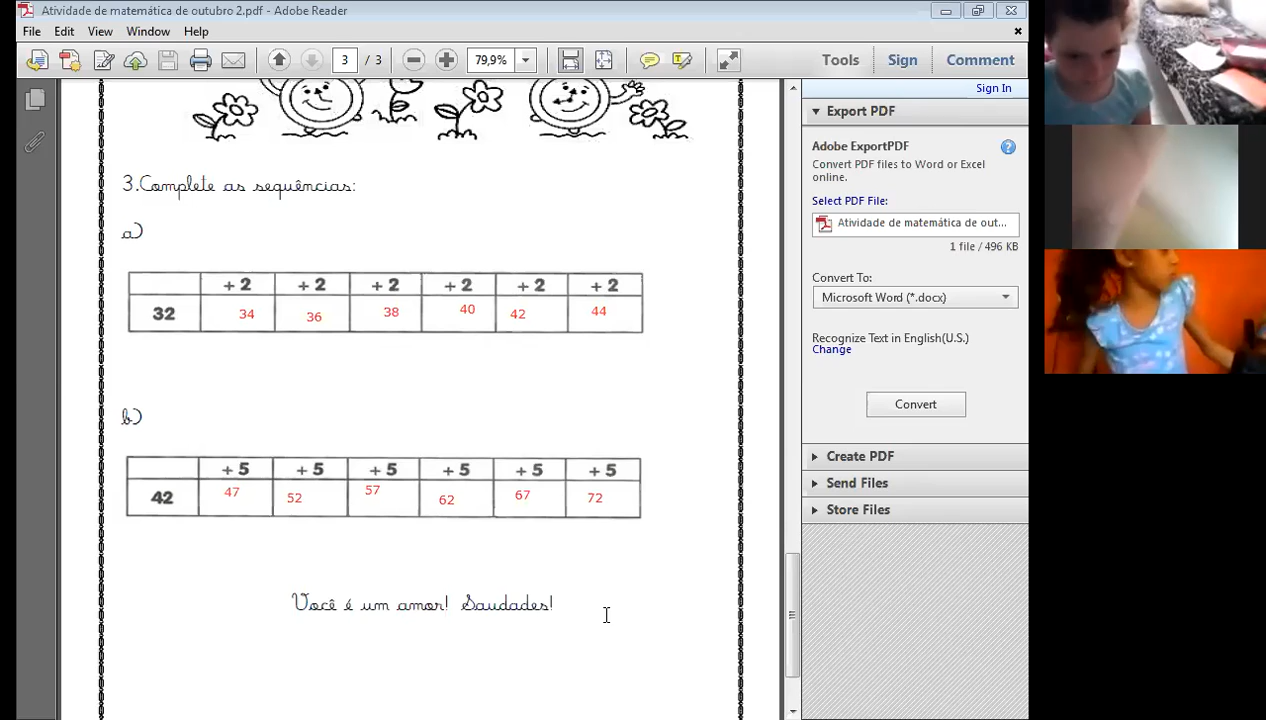 Atividade de matemática de outubro 2.pdf - Adobe Reader
File Edit View Window Help
3 / 3 79,9% Tools Sign Comment
Sign In
Export PDF
Adobe ExportPDF
Convert PDF files to Word or Excel
online.
Select PDF File:
Atividade de matemática de out...
1 file / 496 KB
Convert To:
Microsoft Word (*.docx)
Recognize Text in English(U.S.)
Change
Convert
Create PDF
Send Files
Store Files
3.Complete as sequências:
a)
+ 2 + 2 + 2 + 2 + 2 + 2
32 34 36 38 40 42 44
b)
+ 5 + 5 + 5 + 5 + 5 + 5
42 47 52 57 62 67 72
Você é um amor! Saudades!